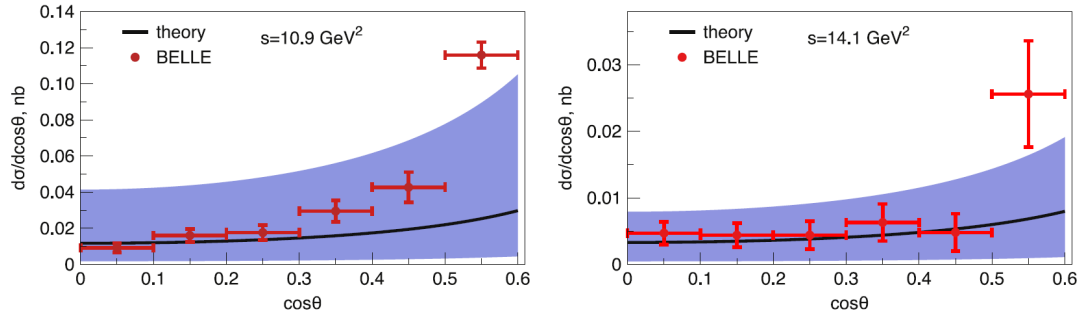 theory
BELLE
s=10.9 GeV²
dσ/dcosθ, nb
0.14
0.12
0.10
0.08
0.06
0.04
0.02
0
0 0.1 0.2 0.3 0.4 0.5 0.6
cosθ
theory
BELLE
s=14.1 GeV²
dσ/dcosθ, nb
0.03
0.02
0.01
0
0 0.1 0.2 0.3 0.4 0.5 0.6
cosθ